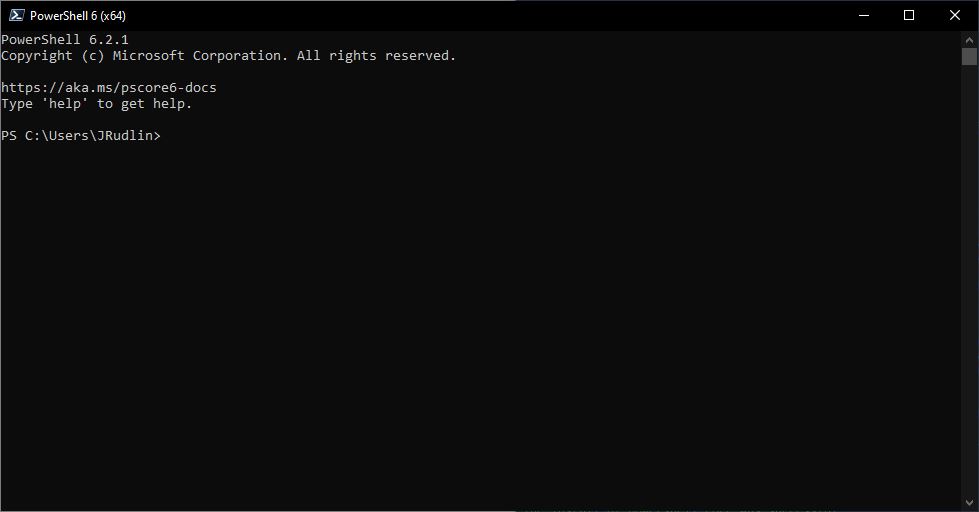 PowerShell 6 (x64)
PowerShell 6.2.1
Copyright (c) Microsoft Corporation. All rights reserved.
https://aka.ms/pscore6-docs
Type 'help' to get help.
PS C:\Users\JRudlin>